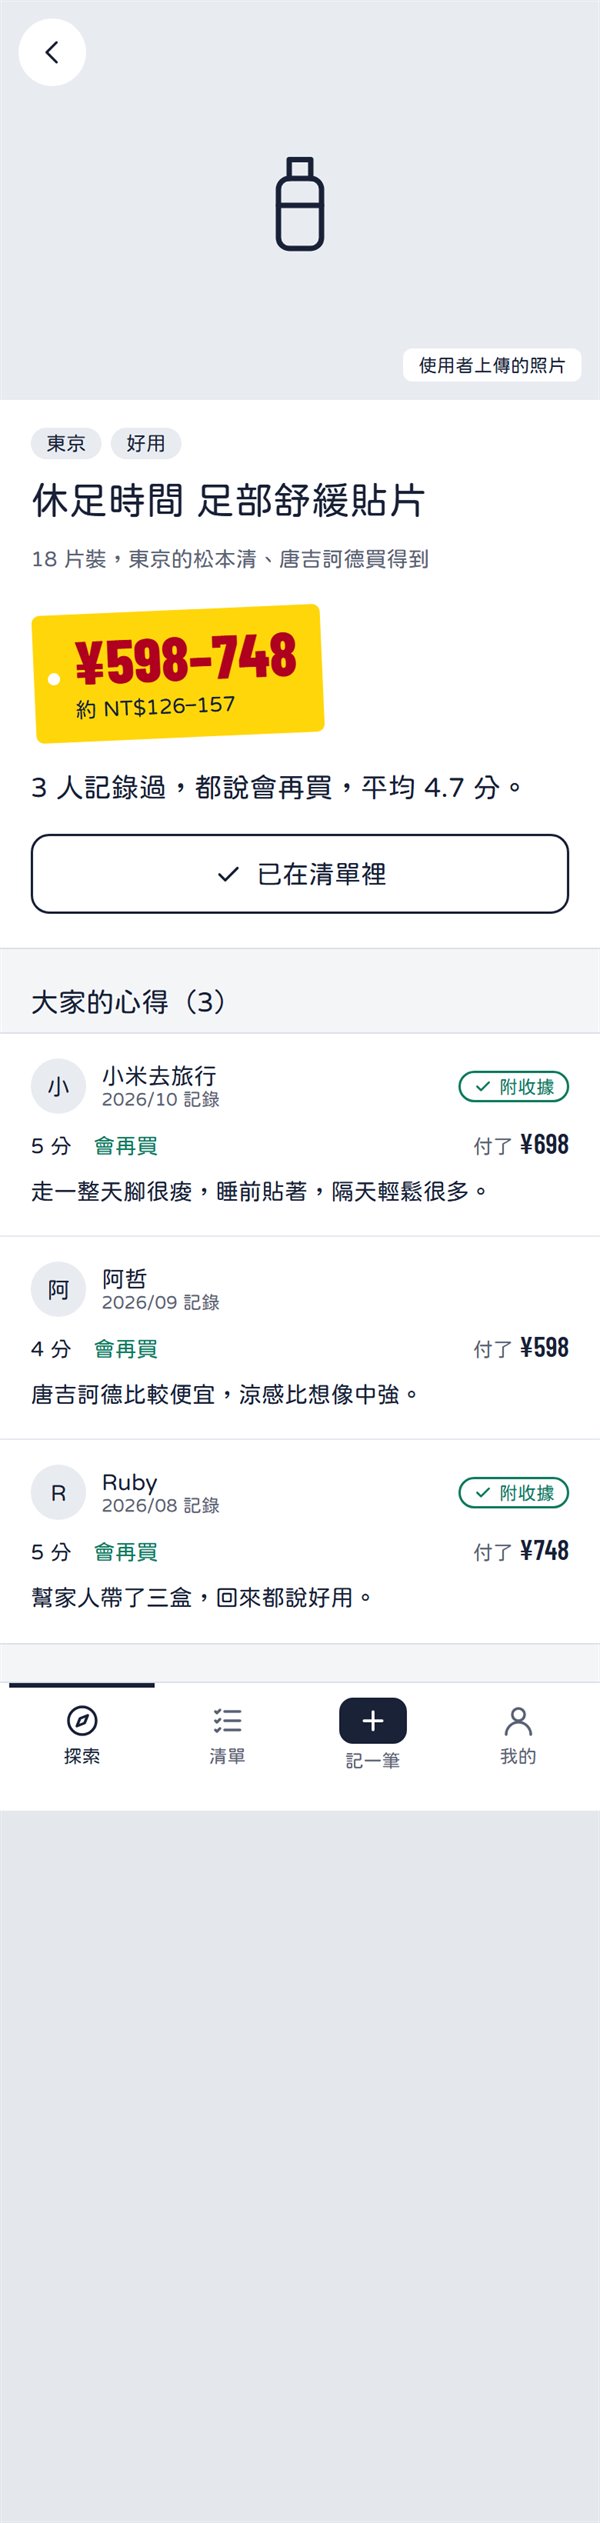 使用者上傳的照片
東京 好用
休足時間 足部舒緩貼片
18 片裝，東京的松本清、唐吉訶德買得到
¥598–748
約 NT$126–157
3 人記錄過，都說會再買，平均 4.7 分。
已在清單裡
大家的心得（3）
小 小米去旅行
2026/10 記錄
附收據
5 分 會再買 付了 ¥698
走一整天腳很痠，睡前貼著，隔天輕鬆很多。
阿 阿哲
2026/09 記錄
4 分 會再買 付了 ¥598
唐吉訶德比較便宜，涼感比想像中強。
R Ruby
2026/08 記錄
附收據
5 分 會再買 付了 ¥748
幫家人帶了三盒，回來都說好用。
探索 清單 記一筆 我的